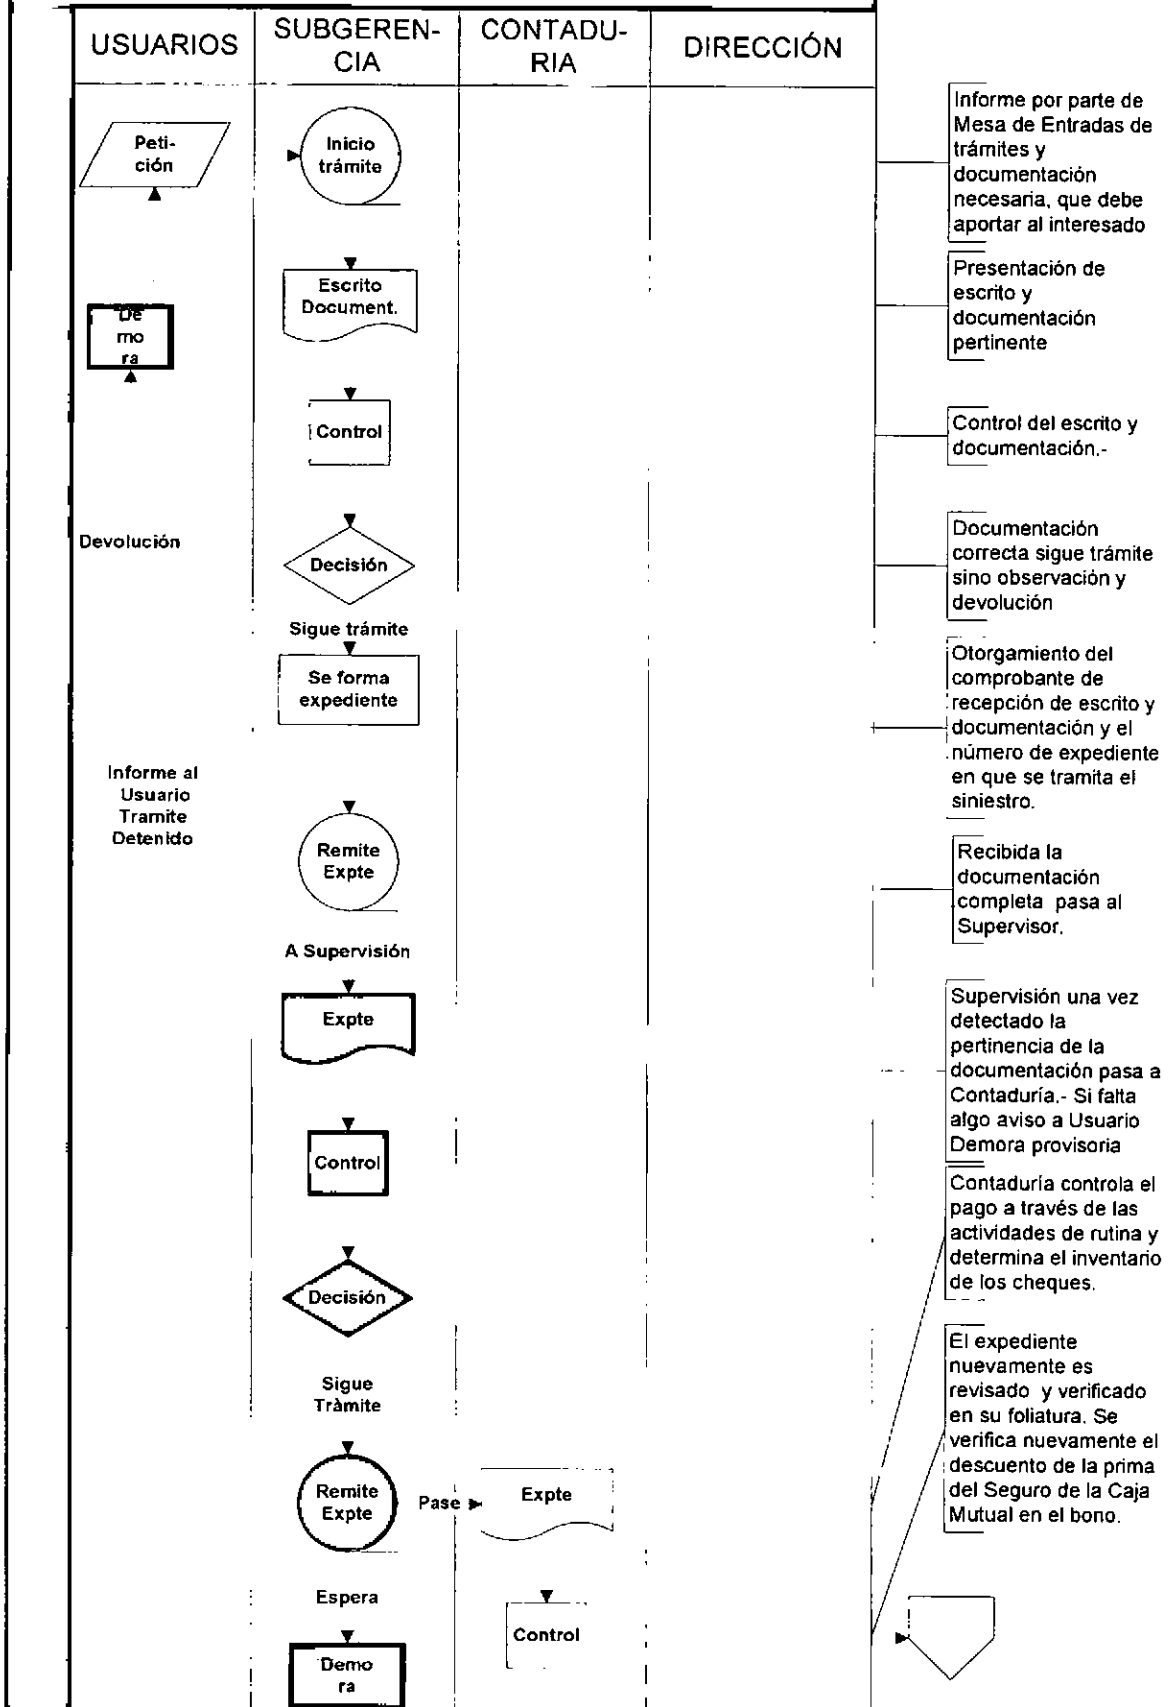 USUARIOS
SUBGEREN-
CIA
CONTADU-
RIA
DIRECCIÓN
Peti-
ción
Inicio
trámite
Informe por parte de
Mesa de Entradas de
trámites y
documentación
necesaria, que debe
aportar al interesado
De
mo
ra
Escrito
Document.
Presentación de
escrito y
documentación
pertinente
Control
Control del escrito y
documentación.-
Devolución
Decisión
Documentación
correcta sigue trámite
sino observación y
devolución
Sigue trámite
Se forma
expediente
Otorgamiento del
comprobante de
recepción de escrito y
documentación y el
número de expediente
en que se tramita el
siniestro.
Informe al
Usuario
Tramite
Detenido
Remite
Expte
Recibida la
documentación
completa pasa al
Supervisor.
A Supervisión
Expte
Supervisión una vez
detectado la
pertinencia de la
documentación pasa a
Contaduría.- Si falta
algo aviso a Usuario
Demora provisoria
Control
Contaduría controla el
pago a través de las
actividades de rutina y
determina el inventario
de los cheques.
Decisión
Sigue
Tràmite
El expediente
nuevamente es
revisado y verificado
en su foliatura. Se
verifica nuevamente el
descuento de la prima
del Seguro de la Caja
Mutual en el bono.
Remite
Expte
Pase
Expte
Espera
Control
Demo
ra